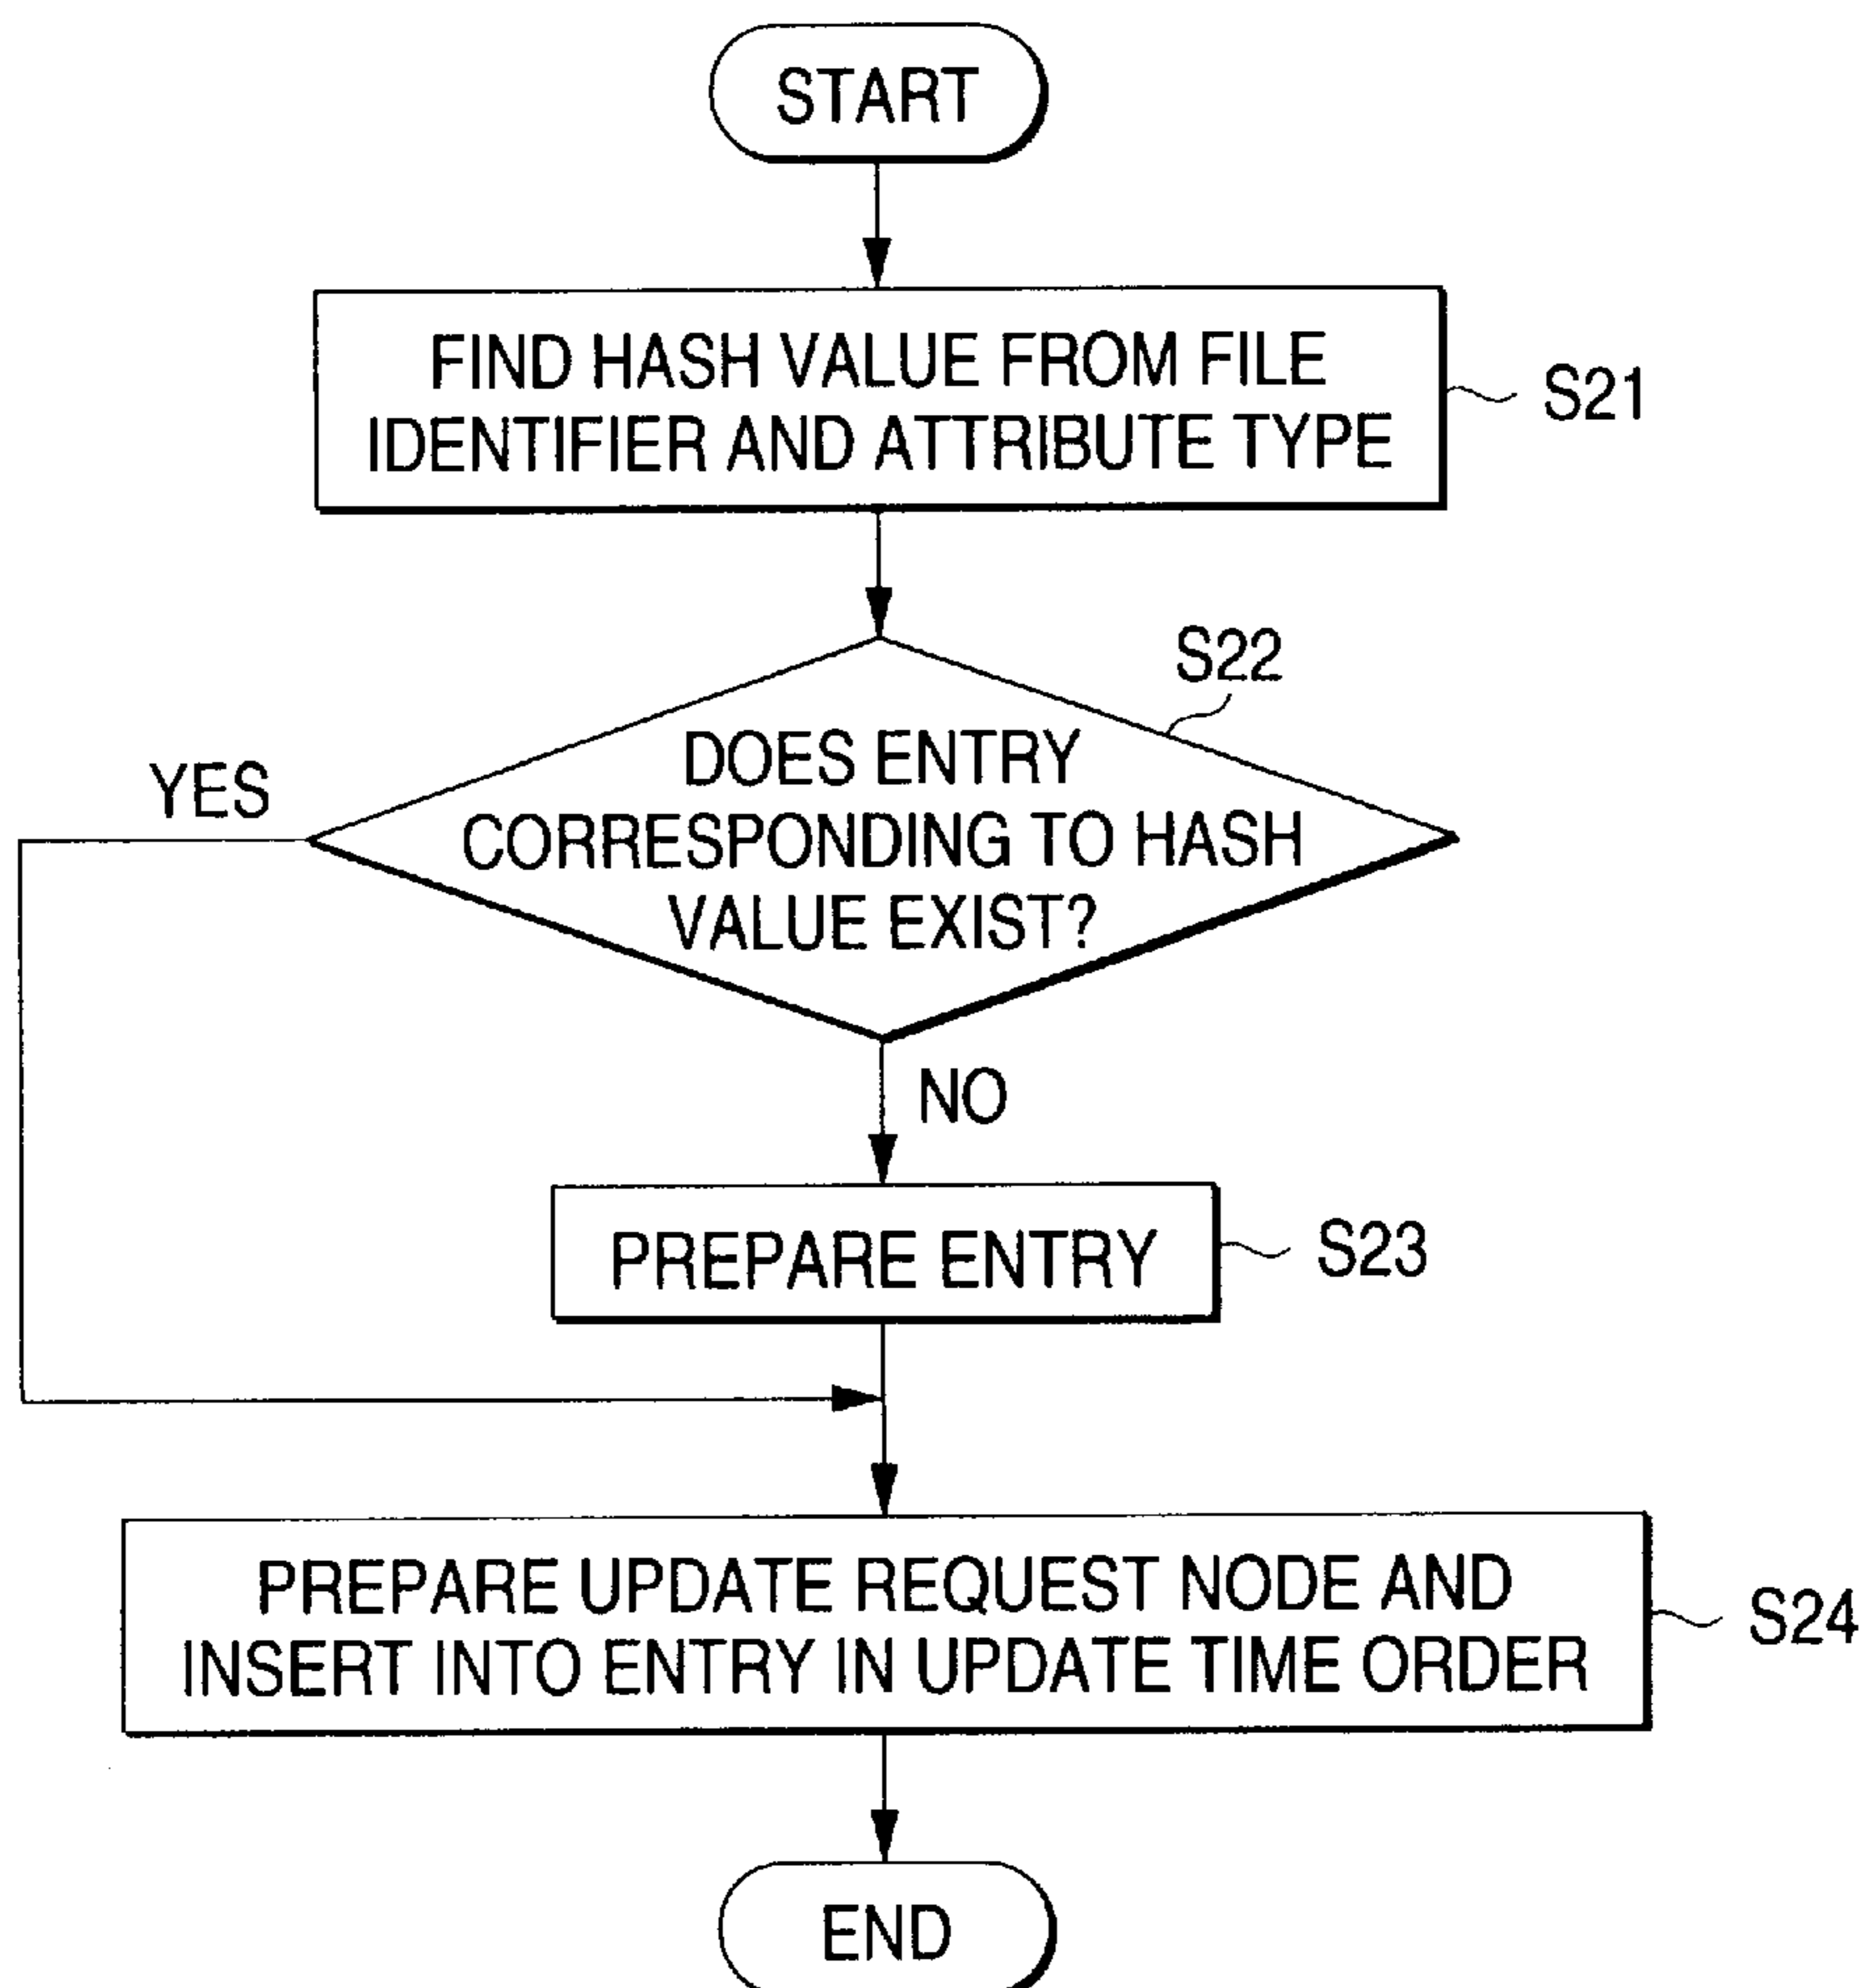 START
FIND HASH VALUE FROM FILE
IDENTIFIER AND ATTRIBUTE TYPE
S21
S22
DOES ENTRY
CORRESPONDING TO HASH
VALUE EXIST?
YES
NO
PREPARE ENTRY
S23
PREPARE UPDATE REQUEST NODE AND
INSERT INTO ENTRY IN UPDATE TIME ORDER
S24
END